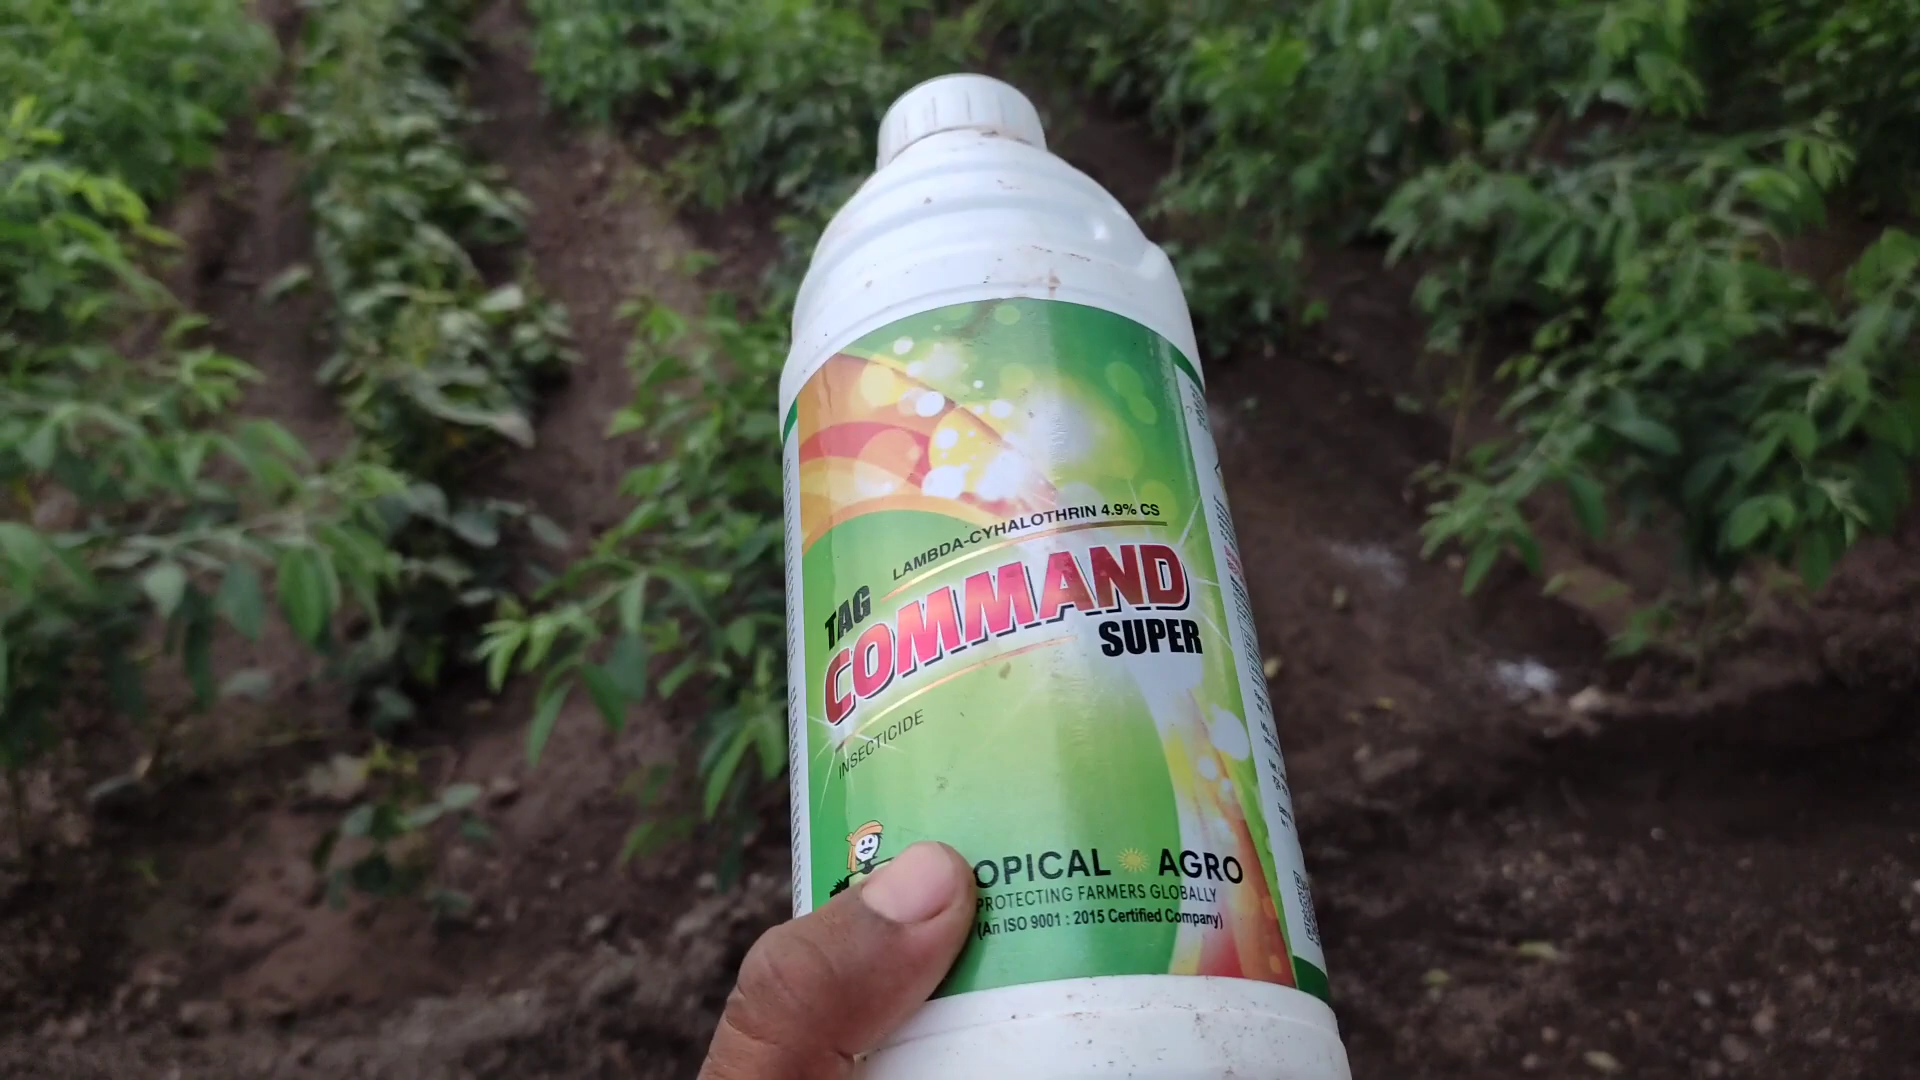 LAMBDA-CYHALOTHRIN 4.9% CS
TAG
COMMAND
SUPER
INSECTICIDE
OPICAL AGRO
PROTECTING FARMERS GLOBALLY
(An ISO 9001 : 2015 Certified Company)